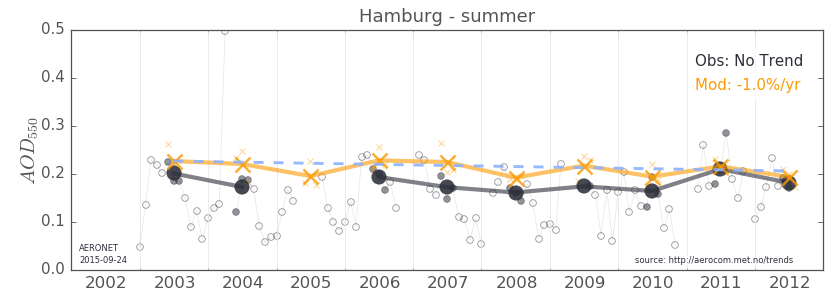 Hamburg - summer
0.5
0.4
0.3
0.2
0.1
0.0
AOD550
Obs: No Trend
Mod: -1.0%/yr
AERONET
2015-09-24
source: http://aerocom.met.no/trends
2002 2003 2004 2005 2006 2007 2008 2009 2010 2011 2012